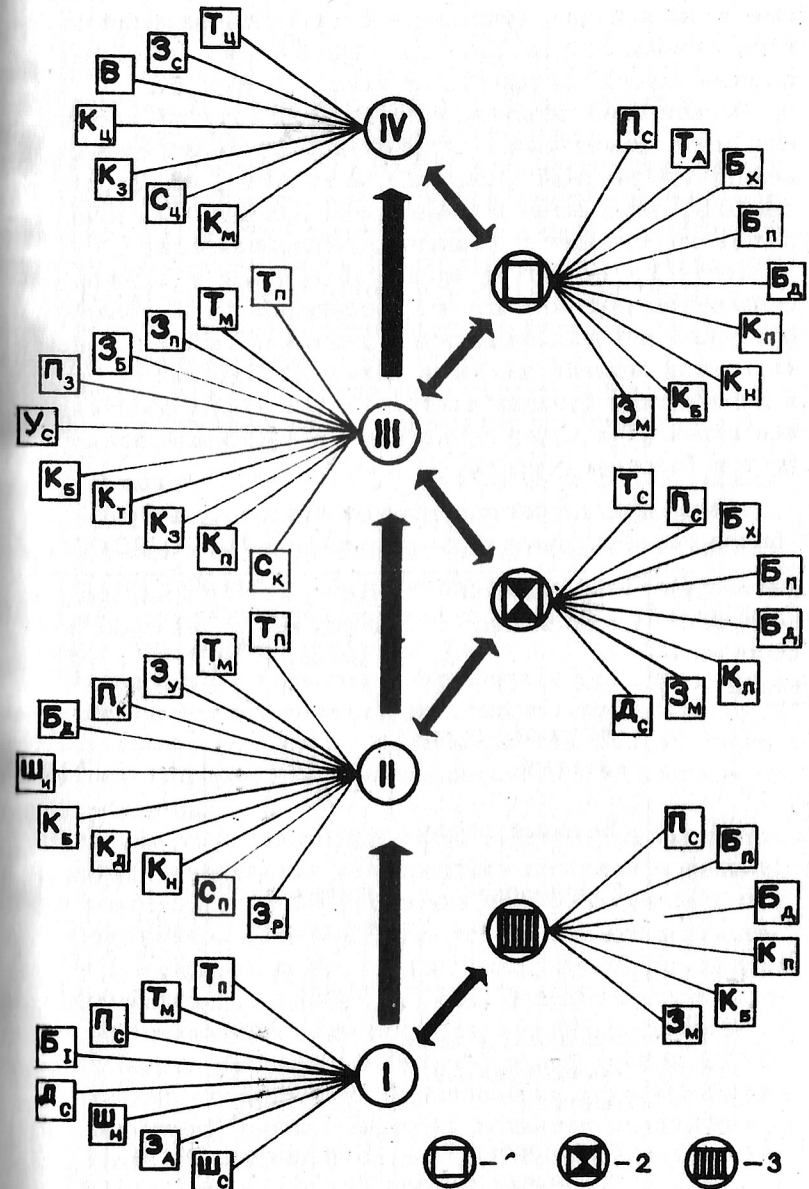 Т Ц
З С
В
К Ц
К З
С Ц
К М
IV
П С
Т А
Б Х
Б П
Б Д
К П
К Н
К Б
З М
Т П
Т М
З П
З Б
П З
У С
К Б
К Т
К З
К П
С К
III
Т С
П С
Б Х
Б П
Б Д
К П
З М
Д С
Т П
Т М
З У
П К
Б Д
Ш Н
К Б
К Д
К Н
С П
З Р
II
П С
Б П
Б Д
К П
К Б
З М
Т П
Т М
П С
Б I
Д С
Ш Н
З А
Ш С
I
- -2 -3